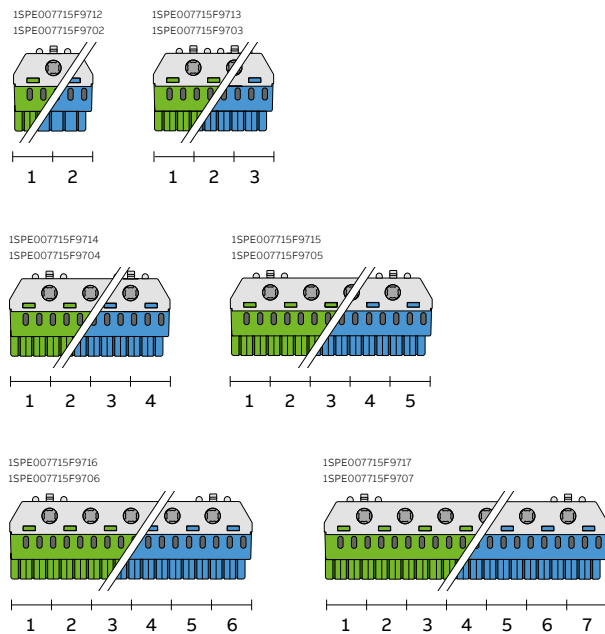 1SPE007715F9712
1SPE007715F9702
1 2
1SPE007715F9713
1SPE007715F9703
1 2 3
1SPE007715F9714
1SPE007715F9704
1 2 3 4
1SPE007715F9715
1SPE007715F9705
1 2 3 4 5
1SPE007715F9716
1SPE007715F9706
1 2 3 4 5 6
1SPE007715F9717
1SPE007715F9707
1 2 3 4 5 6 7